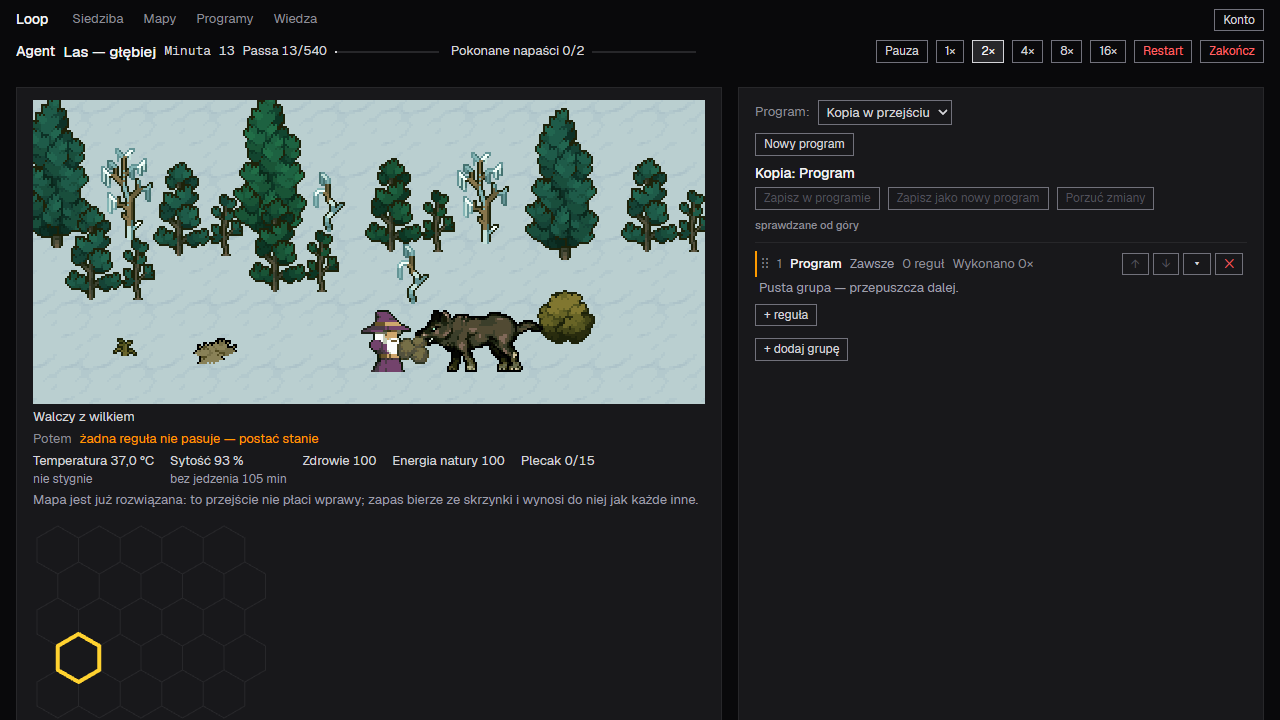 Loop Siedziba Mapy Programy Wiedza Konto
Agent Las — głębiej Minuta 13 Passa 13/540 Pokonane napaści 0/2 Pauza 1× 2× 4× 8× 16× Restart Zakończ
Program: Kopia w przejściu
Nowy program
Kopia: Program
Zapisz w programie Zapisz jako nowy program Porzuć zmiany
sprawdzane od góry
1 Program Zawsze 0 reguł Wykonano 0×
Pusta grupa — przepuszcza dalej.
+ reguła
+ dodaj grupę
Walczy z wilkiem
Potem żadna reguła nie pasuje — postać stanie
Temperatura 37,0 °C Sytość 93 % Zdrowie 100 Energia natury 100 Plecak 0/15
nie stygnie bez jedzenia 105 min
Mapa jest już rozwiązana: to przejście nie płaci wprawy; zapas bierze ze skrzynki i wynosi do niej jak każde inne.